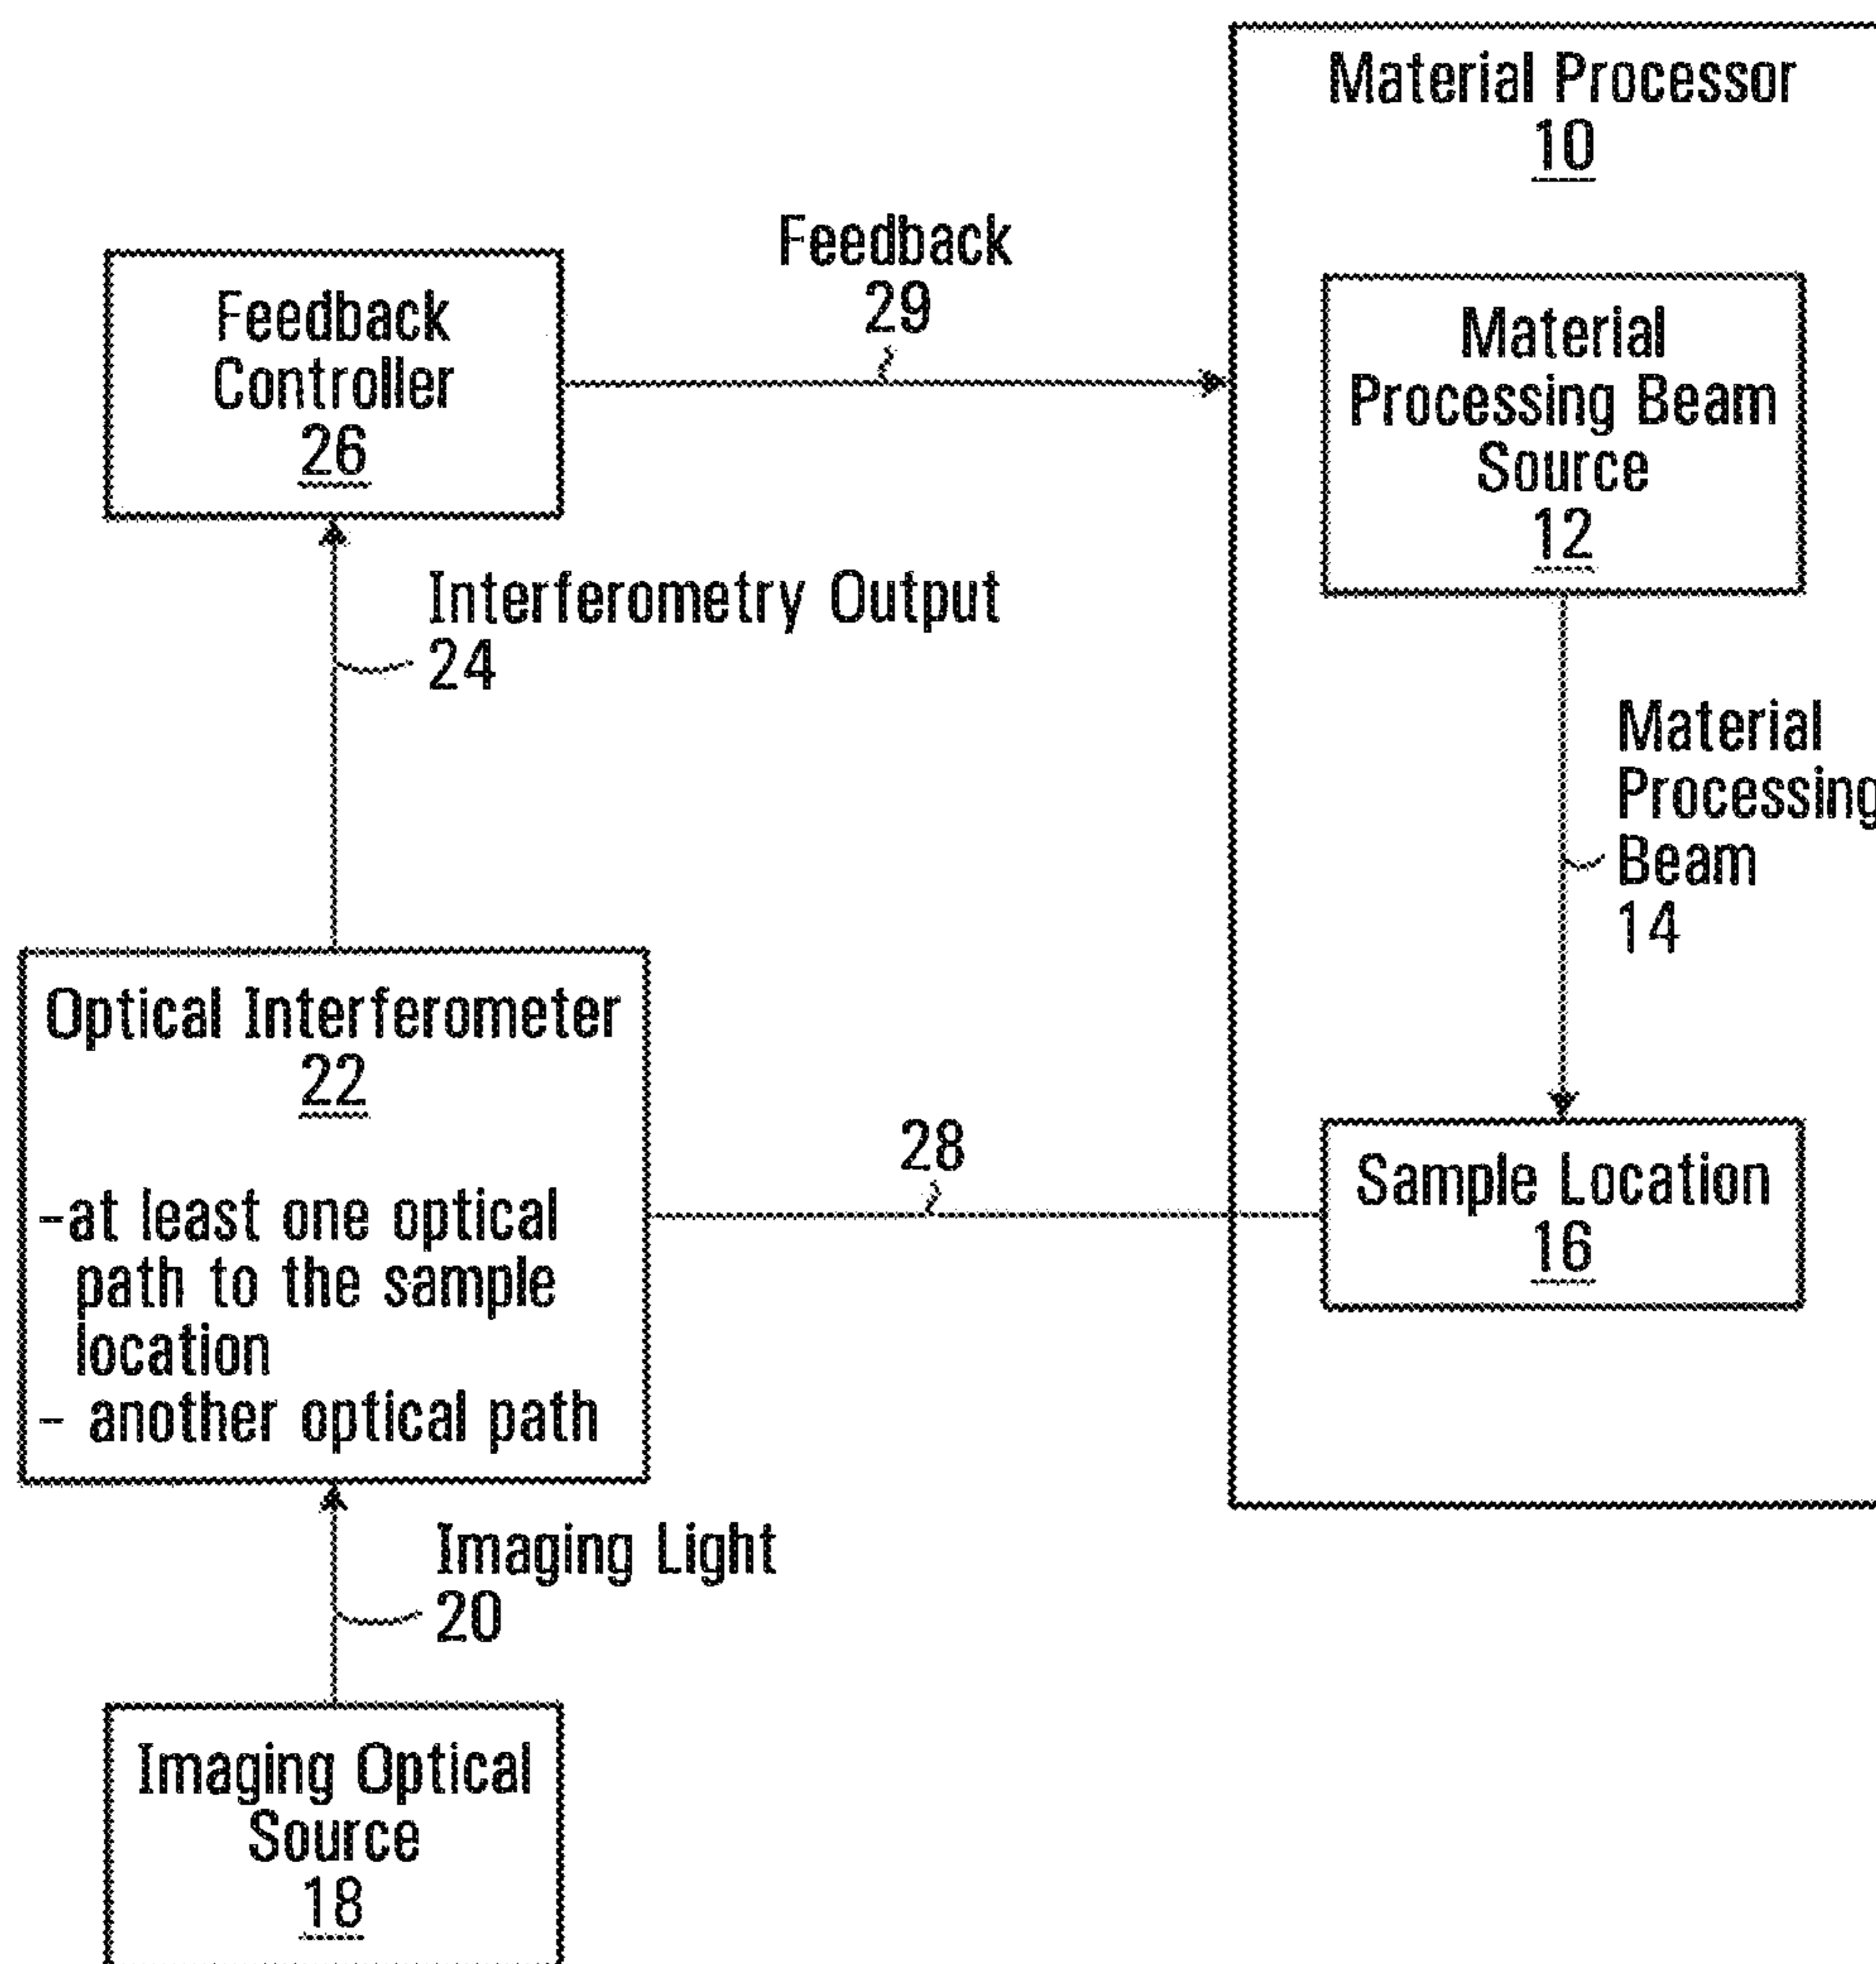 Material Processor
10
Feedback
29
Feedback
Controller
26
Material
Processing Beam
Source
12
Interferometry Output
24
Material
Processing
Beam
14
Optical Interferometer
22
-at least one optical
path to the sample
location
- another optical path
28
Sample Location
16
Imaging Light
20
Imaging Optical
Source
18